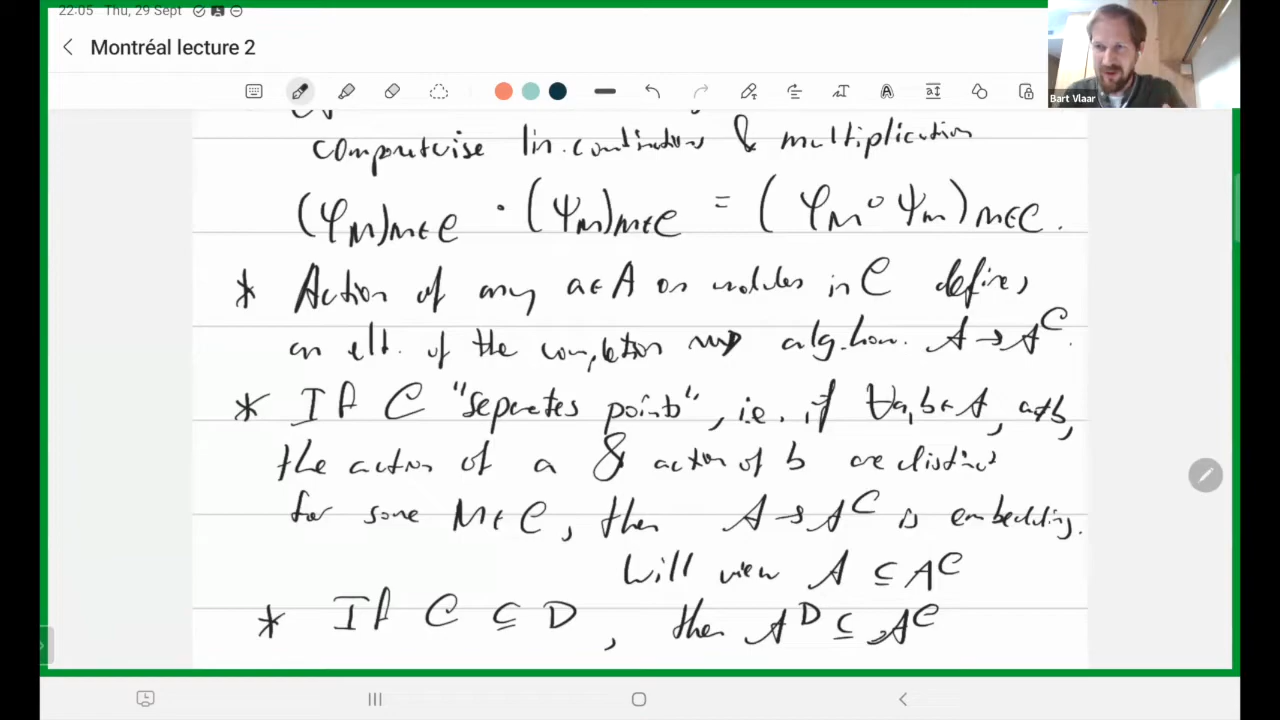 22:05 Thu, 29 Sept
Montréal lecture 2
Bart Vlaar
componentwise lin. combinations & multiplication
(φ_M)_{M∈C} · (ψ_M)_{M∈C} = (φ_M ∘ ψ_M)_{M∈C}.
* Action of any a∈A on modules in C defines
an elt. of the completion ⇝ alg. hom. A → A^C.
* If C "separates points", i.e. if ∀a,b∈A, a≠b,
the action of a & action of b are distinct
for some M∈C, then A → A^C is embedding.
Will view A ⊆ A^C
* If C ⊆ D, then A^D ⊆ A^C